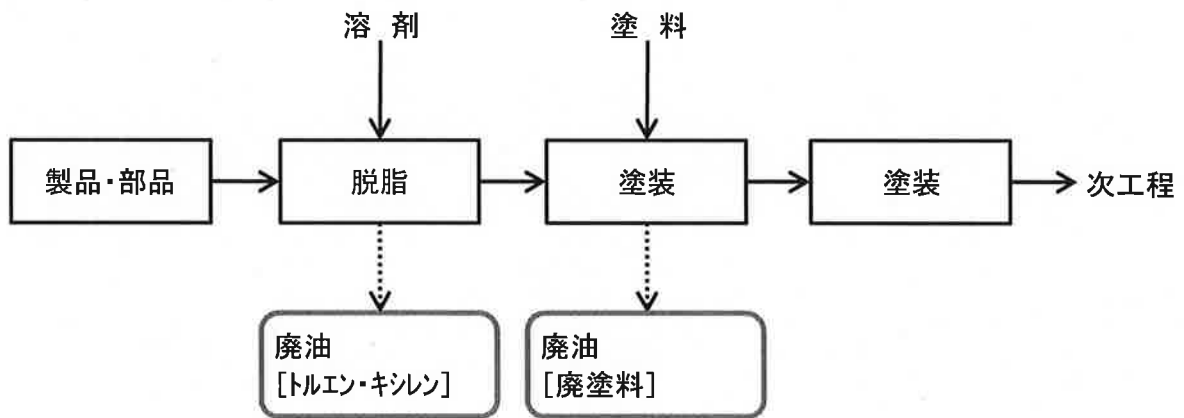 溶 剤
塗 料
製品・部品
脱脂
塗装
塗装
次工程
廃油
[トルエン・キシレン]
廃油
[廃塗料]